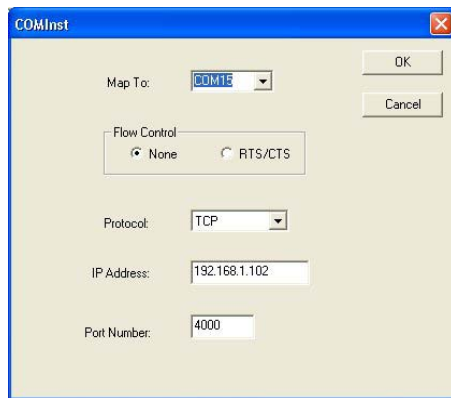 COMInst
OK
Map To: COM15
Cancel
Flow Control
None RTS/CTS
Protocol: TCP
IP Address: 192.168.1.102
Port Number: 4000